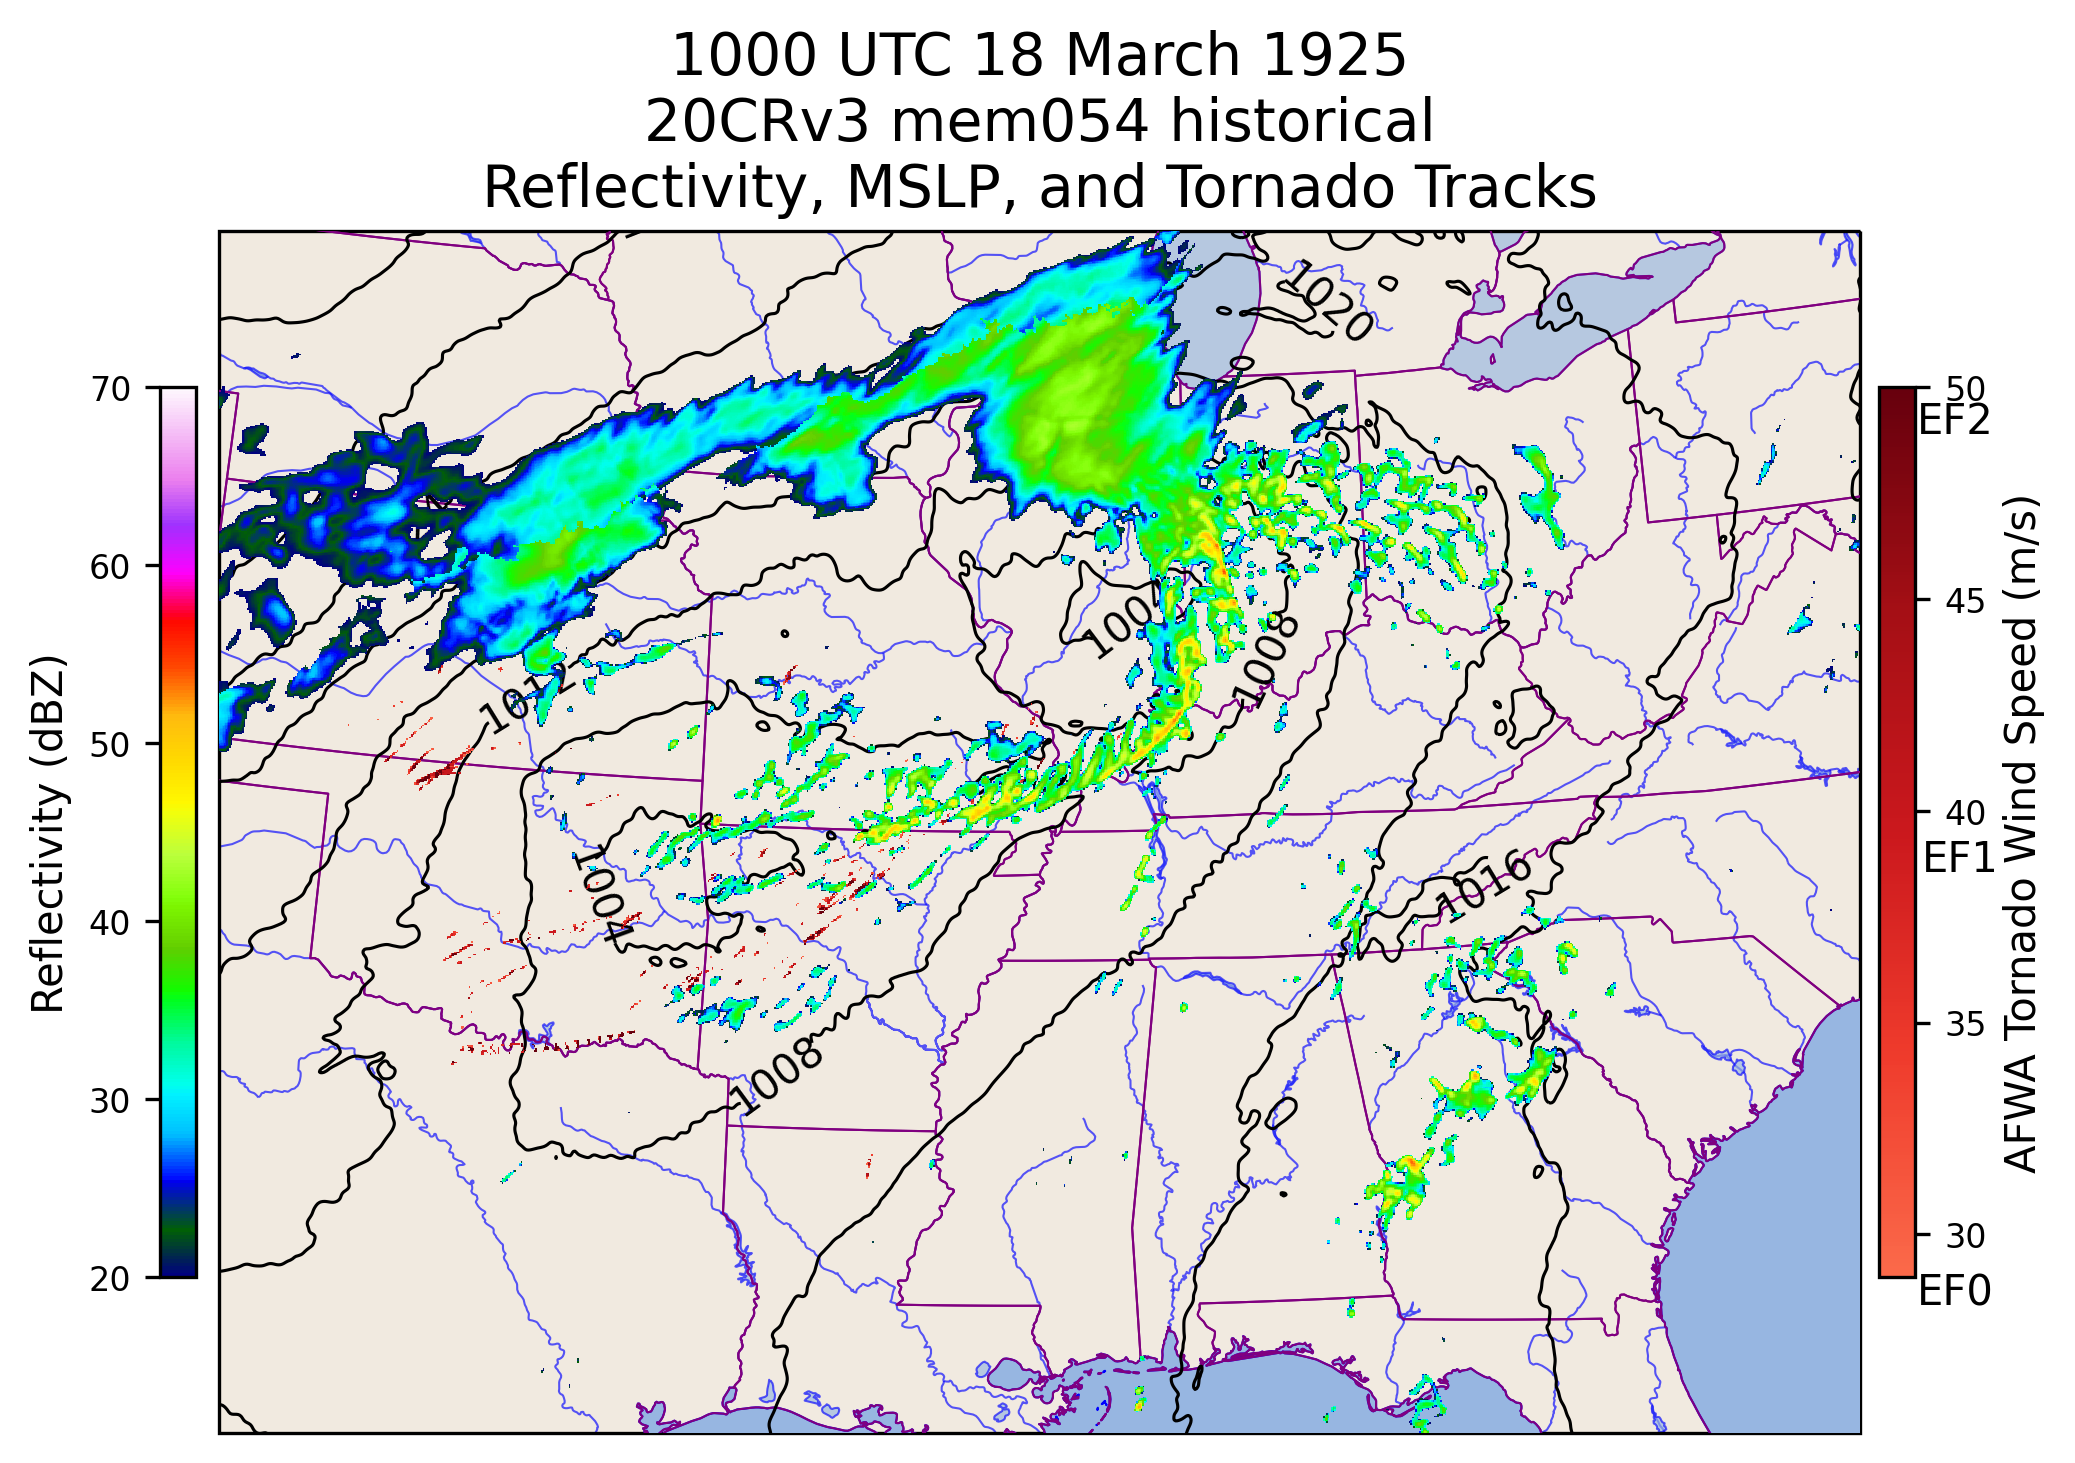 1000 UTC 18 March 1925
20CRv3 mem054 historical
Reflectivity, MSLP, and Tornado Tracks
70
60
50
40
30
20
Reflectivity (dBZ)
1020
1012
100
1008
1004
1016
1008
50
EF2
45
40
EF1
35
30
EF0
AFWA Tornado Wind Speed (m/s)